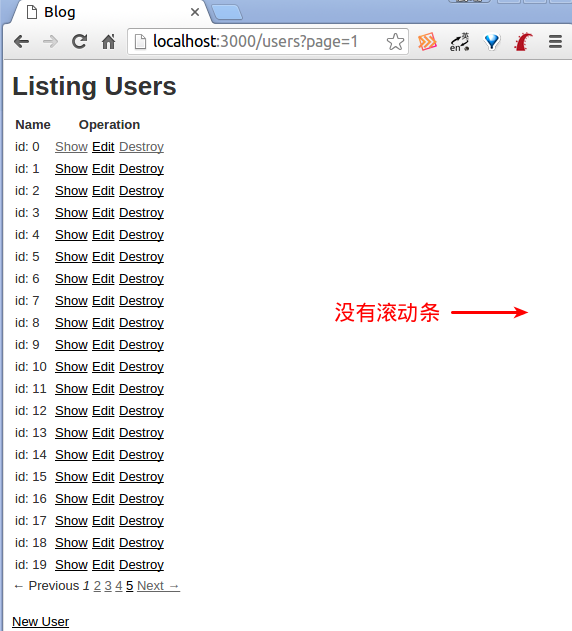 Blog
localhost:3000/users?page=1
en 英
Listing Users
Name Operation
id: 0 Show Edit Destroy
id: 1 Show Edit Destroy
id: 2 Show Edit Destroy
id: 3 Show Edit Destroy
id: 4 Show Edit Destroy
id: 5 Show Edit Destroy
id: 6 Show Edit Destroy
id: 7 Show Edit Destroy
没有滚动条
id: 8 Show Edit Destroy
id: 9 Show Edit Destroy
id: 10 Show Edit Destroy
id: 11 Show Edit Destroy
id: 12 Show Edit Destroy
id: 13 Show Edit Destroy
id: 14 Show Edit Destroy
id: 15 Show Edit Destroy
id: 16 Show Edit Destroy
id: 17 Show Edit Destroy
id: 18 Show Edit Destroy
id: 19 Show Edit Destroy
← Previous 1 2 3 4 5 Next →
New User